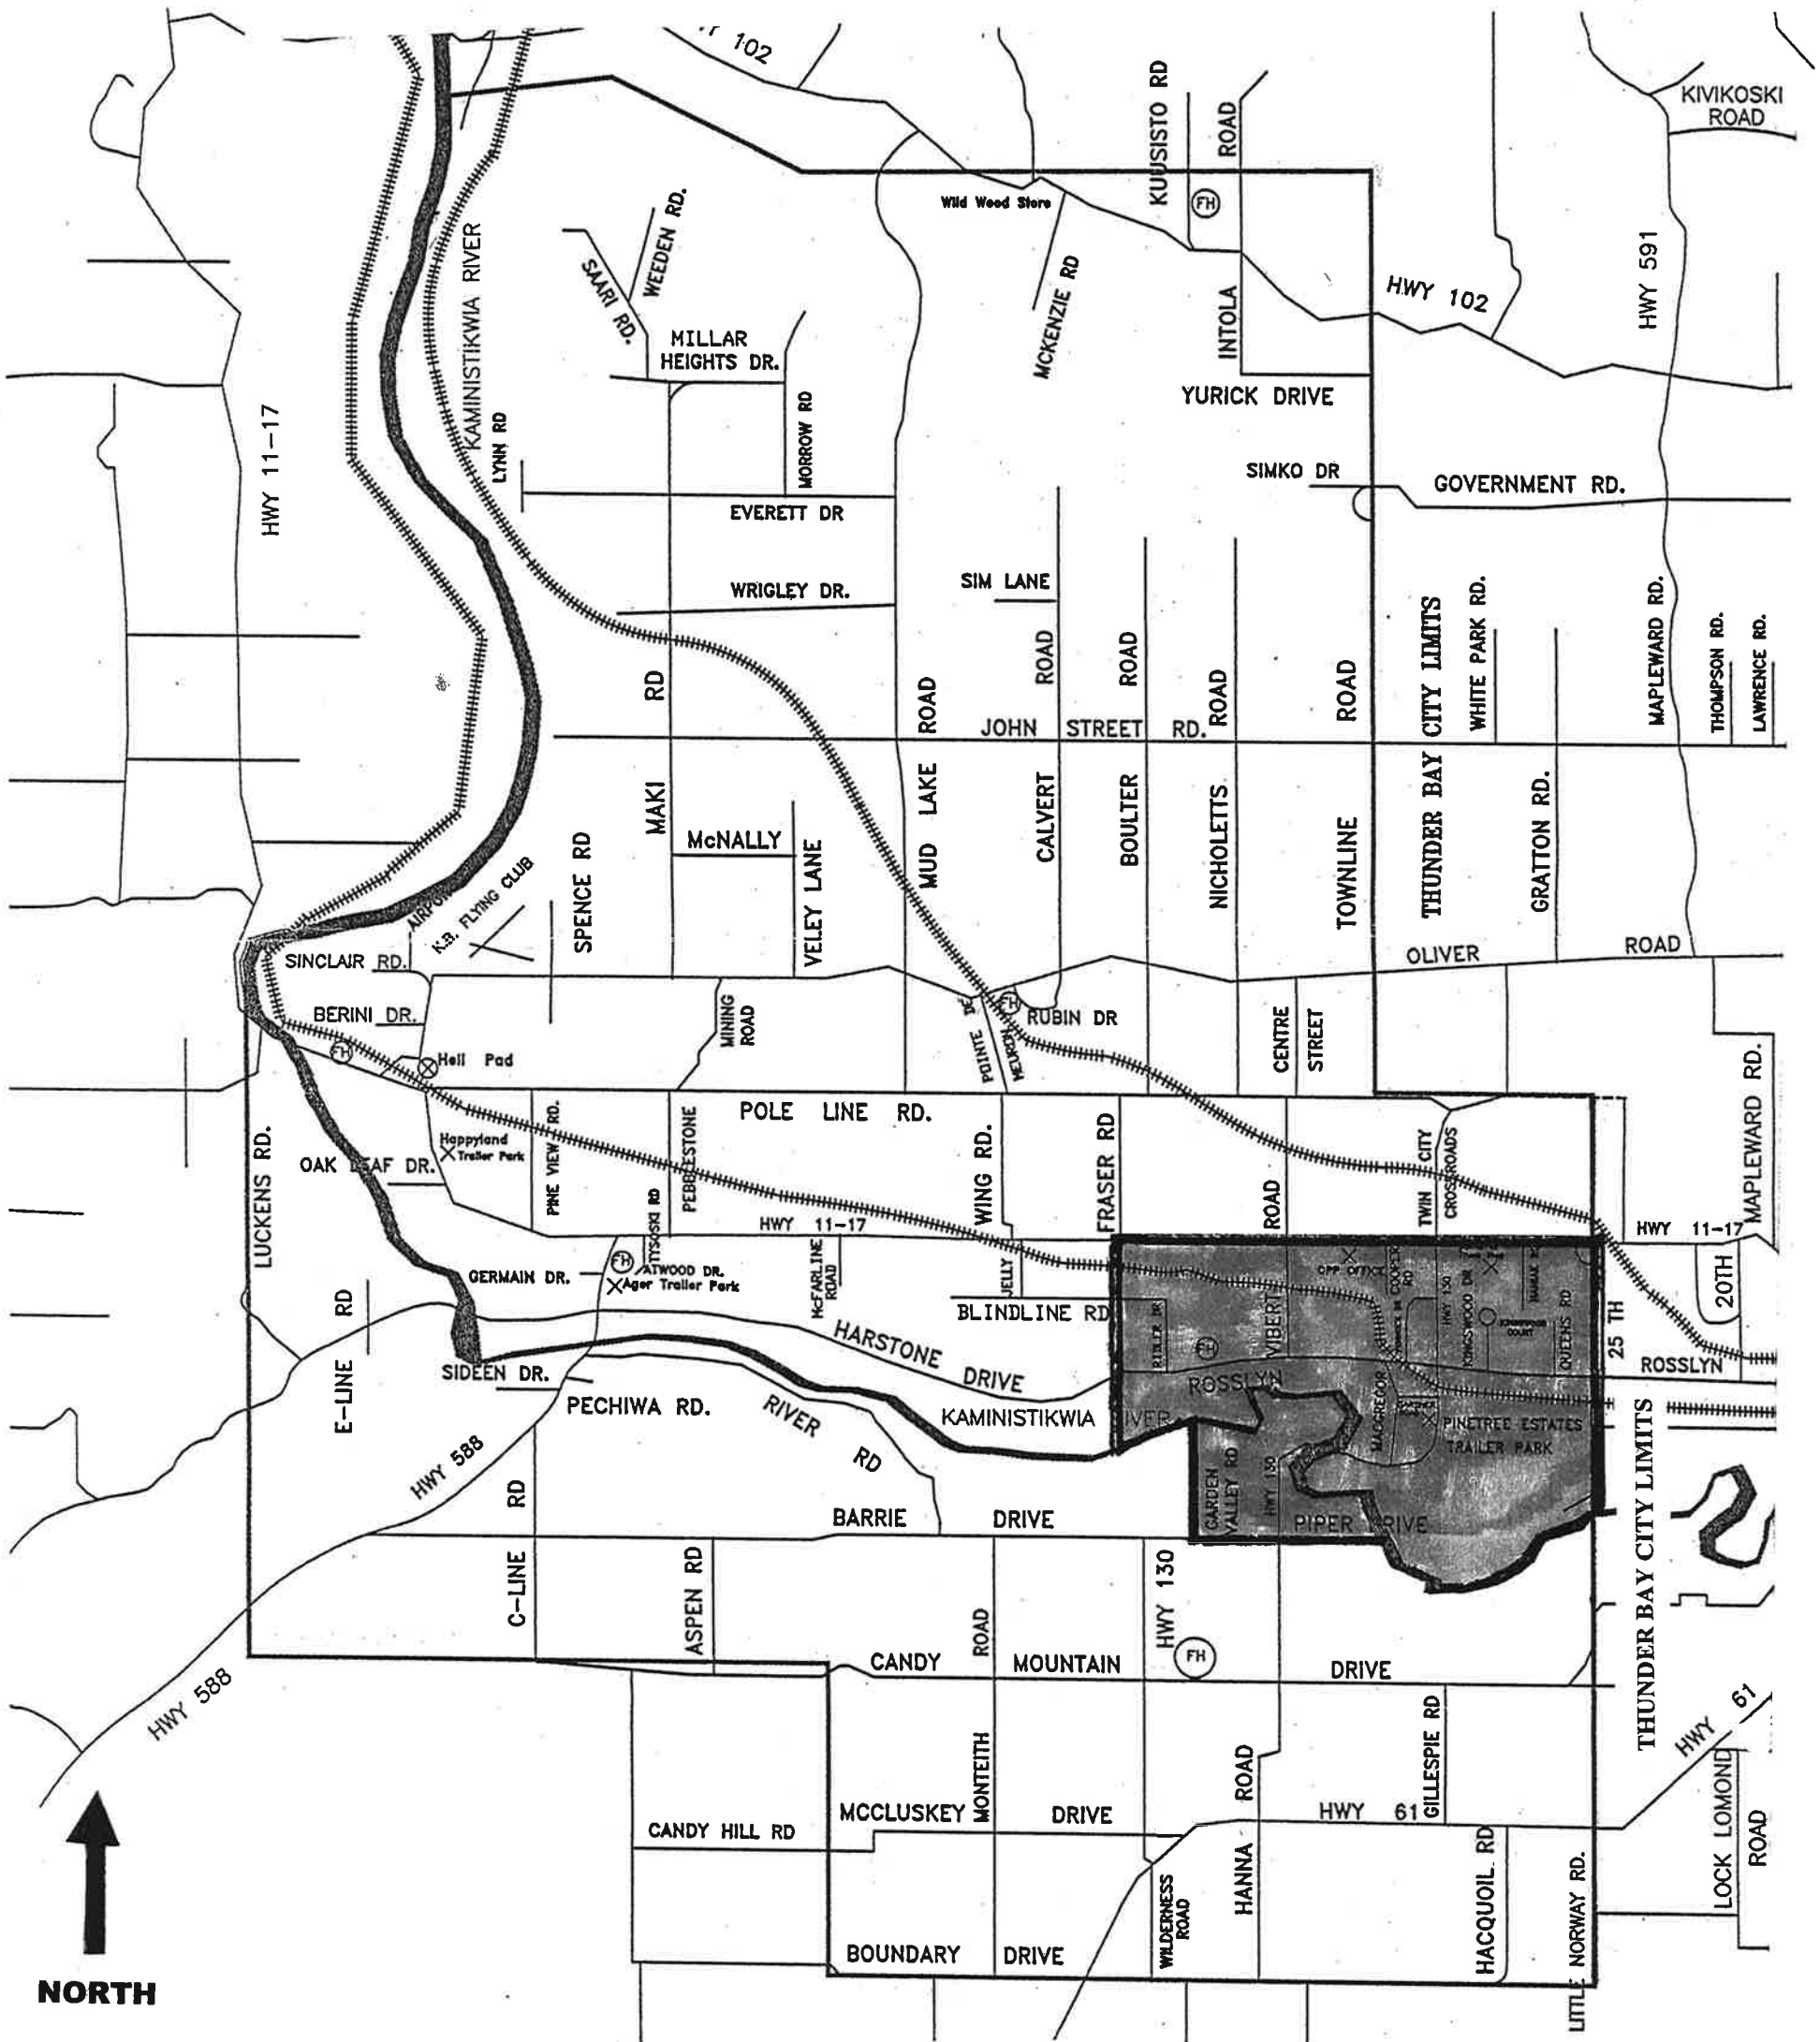 HWY 102
KUUSISTO RD
ROAD
KIVIKOSKI
ROAD
FH
Wild Wood Store
WEEDEN RD.
SAARI RD.
KAMINISTIKWIA RIVER
MCKENZIE RD
INTOLA
HWY 102
HWY 591
MILLAR
HEIGHTS DR.
YURICK DRIVE
HWY 11-17
LYNN RD
MORROW RD
SIMKO DR
GOVERNMENT RD.
EVERETT DR
SIM LANE
WRIGLEY DR.
WHITE PARK RD.
MAPLEWARD RD.
THOMPSON RD.
LAWRENCE RD.
RD
ROAD
ROAD
ROAD
ROAD
ROAD
THUNDER BAY CITY LIMITS
JOHN STREET RD.
MAKI
MUD LAKE
CALVERT
BOULTER
NICHOLETTS
TOWNLINE
GRATTON RD.
McNALLY
SPENCE RD
VELEY LANE
K.B. FLYING CLUB
SINCLAIR RD.
OLIVER ROAD
BERINI DR.
MINING
ROAD
POINTE DE
FH
RUBIN DR
CENTRE
STREET
FH
Heli Pad
POLE LINE RD.
LUCKENS RD.
Happyland
Trailer Park
OAK LEAF DR.
PINE VIEW RD.
PEBBLESTONE
TYSOSKI RD
WING RD.
FRASER RD
ROAD
TWIN CITY
CROSSROADS
MAPLEWARD RD.
HWY 11-17
HWY 11-17
GERMAIN DR.
FH
ATWOOD DR.
Ager Trailer Park
McFARLINE
ROAD
JELLY
BLINDLINE RD
OPP OFFICE
COOPER
RD
HWY 130
KINGSWOOD DR
QUEENS RD
25 TH
20TH
E-LINE RD
HARSTONE DRIVE
FH
VIBERT
ROSSLYN
ROSSLYN
SIDEEN DR.
PECHIWA RD.
RIVER RD
KAMINISTIKWIA RIVER
MACGREGOR
PINETREE ESTATES
TRAILER PARK
HWY 588
C-LINE RD
BARRIE DRIVE
GARDEN
VALLEY RD
HWY 130
PIPER DRIVE
THUNDER BAY CITY LIMITS
ASPEN RD
HWY 130
FH
CANDY MOUNTAIN DRIVE
HWY 588
MONTEITH ROAD
HANNA ROAD
GILLESPIE RD
HWY 61
MCCLUSKEY DRIVE
HWY 61
CANDY HILL RD
LOCK LOMOND
ROAD
WILDERNESS
ROAD
HACQUOIL RD
LITTLE NORWAY RD.
BOUNDARY DRIVE
NORTH